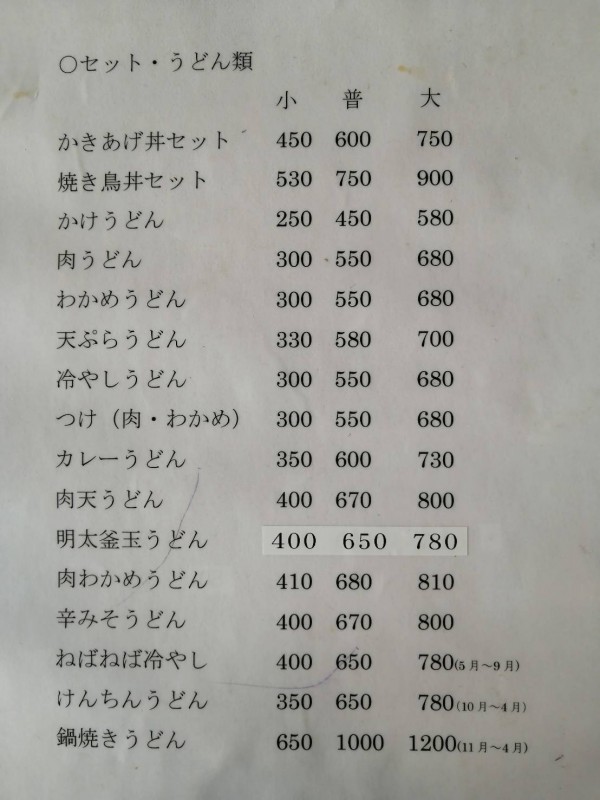 ○セット・うどん類
小 普 大
かきあげ丼セット 450 600 750
焼き鳥丼セット 530 750 900
かけうどん 250 450 580
肉うどん 300 550 680
わかめうどん 300 550 680
天ぷらうどん 330 580 700
冷やしうどん 300 550 680
つけ（肉・わかめ） 300 550 680
カレーうどん 350 600 730
肉天うどん 400 670 800
明太釜玉うどん 400 650 780
肉わかめうどん 410 680 810
辛みそうどん 400 670 800
ねばねば冷やし 400 650 780(5月～9月)
けんちんうどん 350 650 780(10月～4月)
鍋焼きうどん 650 1000 1200(11月～4月)